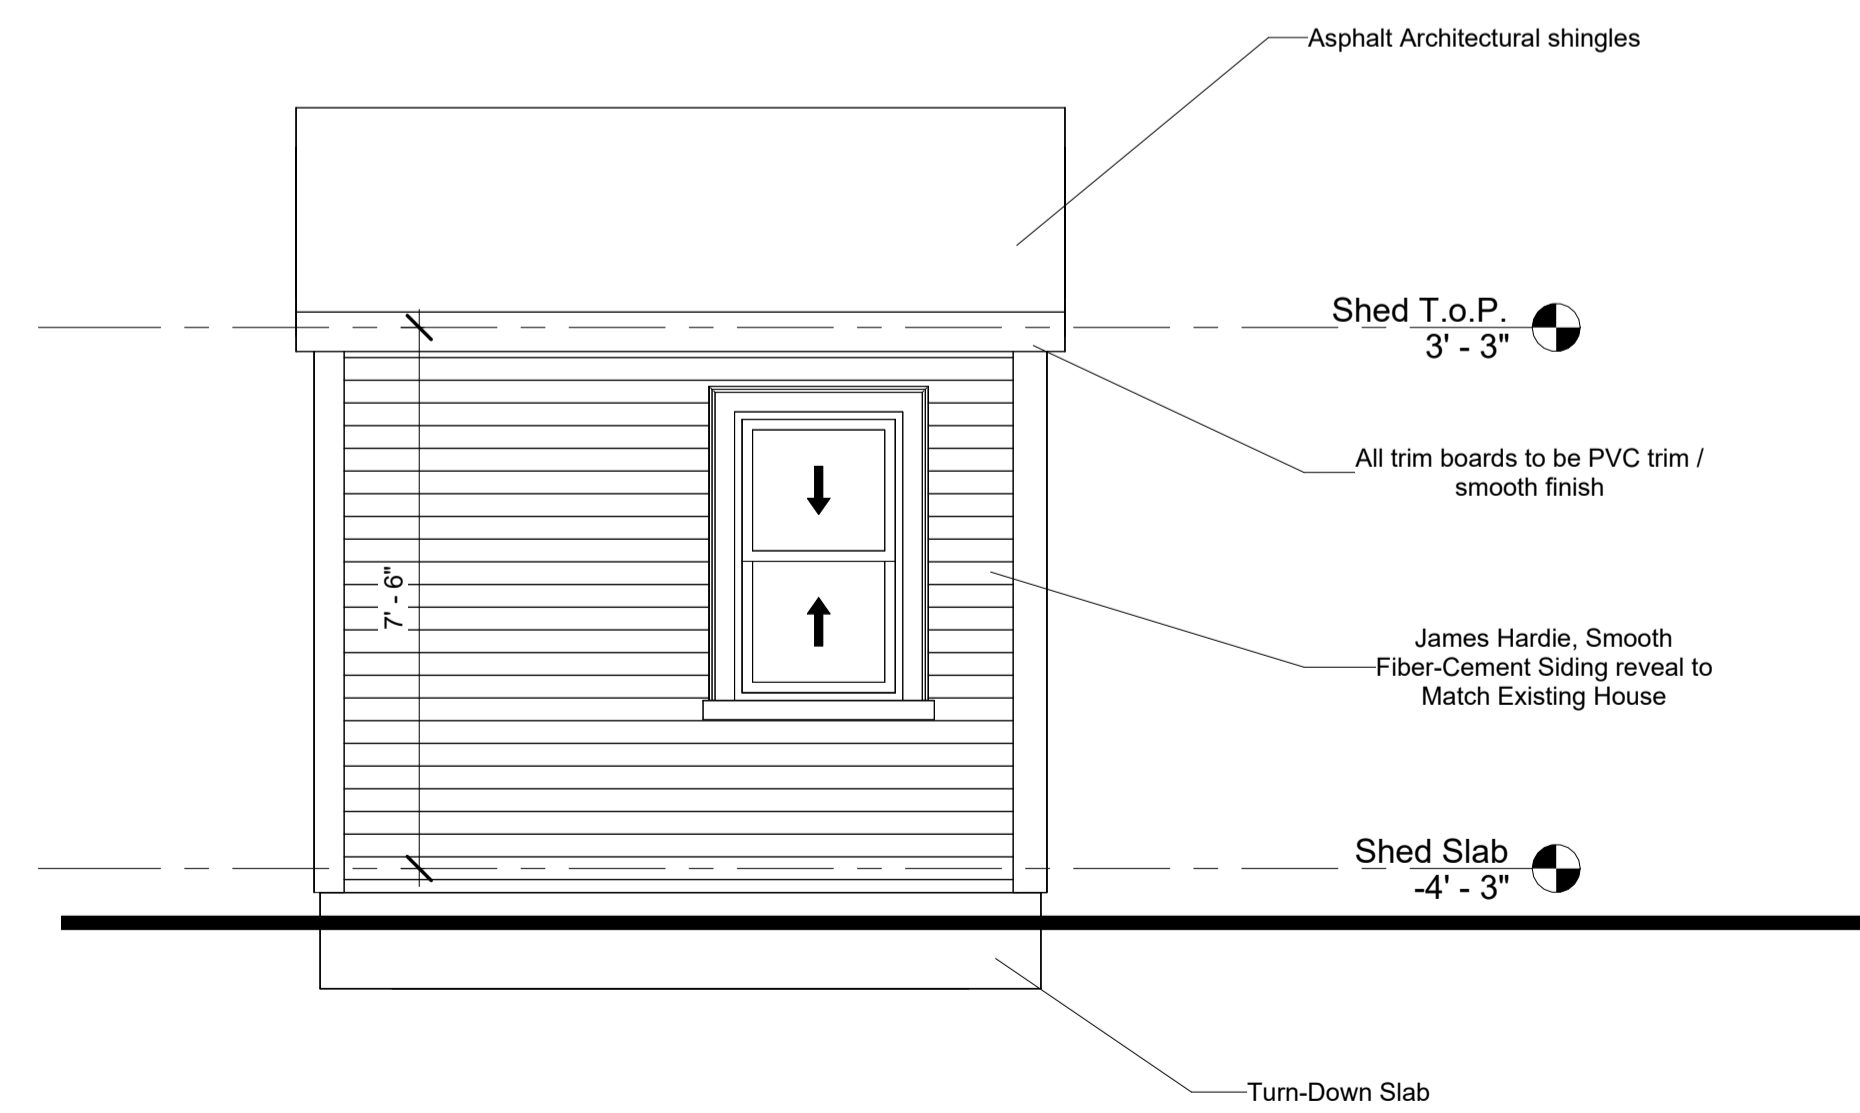 Asphalt Architectural shingles
Shed T.o.P.
3' - 3"
All trim boards to be PVC trim /
smooth finish
7' - 6"
James Hardie, Smooth
Fiber-Cement Siding reveal to
Match Existing House
Shed Slab
-4' - 3"
Turn-Down Slab